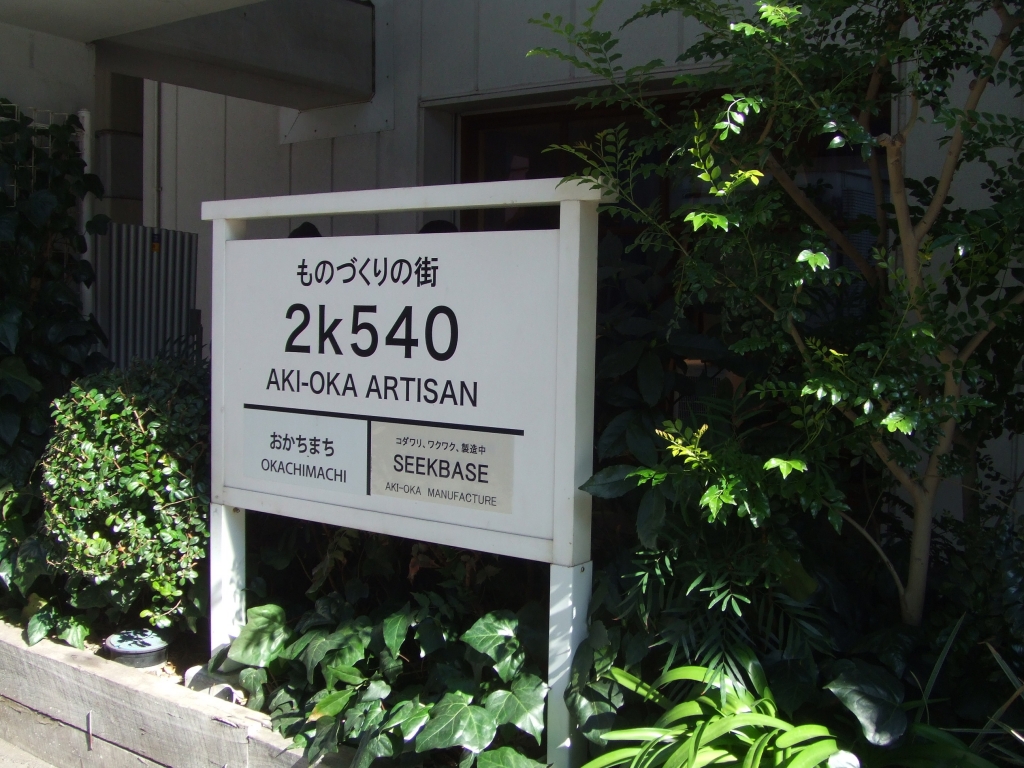 ものづくりの街
2k540
AKI-OKA ARTISAN
おかちまち
OKACHIMACHI
コダワリ、ワクワク、製造中
SEEKBASE
AKI-OKA MANUFACTURE